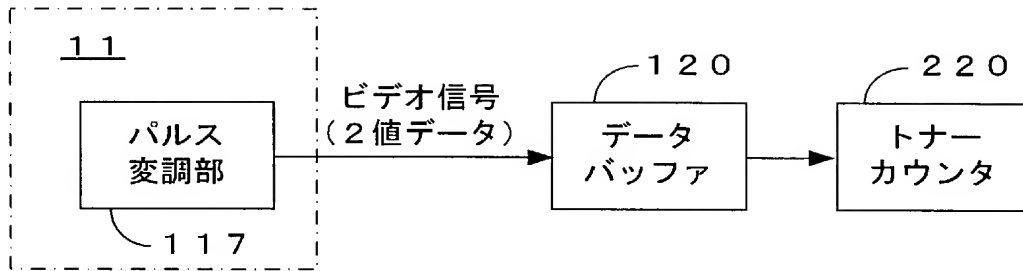 11
パルス
変調部
117
ビデオ信号
(2値データ)
120
データ
バッファ
220
トナー
カウンタ